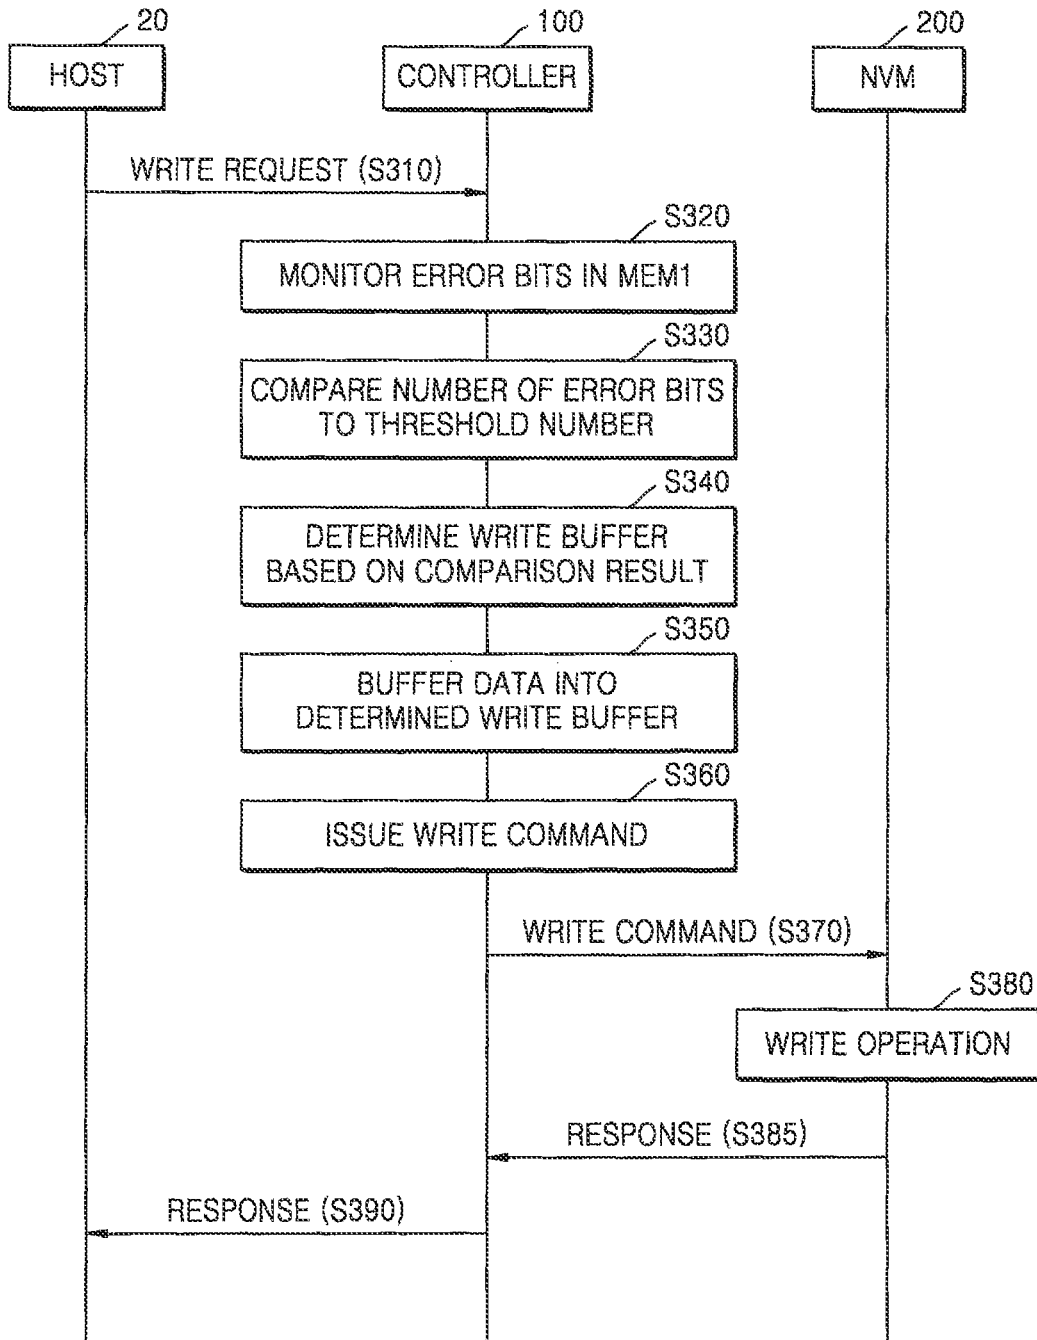 20
100
200
HOST
CONTROLLER
NVM
WRITE REQUEST (S310)
S320
MONITOR ERROR BITS IN MEM1
S330
COMPARE NUMBER OF ERROR BITS
TO THRESHOLD NUMBER
S340
DETERMINE WRITE BUFFER
BASED ON COMPARISON RESULT
S350
BUFFER DATA INTO
DETERMINED WRITE BUFFER
S360
ISSUE WRITE COMMAND
WRITE COMMAND (S370)
S380
WRITE OPERATION
RESPONSE (S385)
RESPONSE (S390)